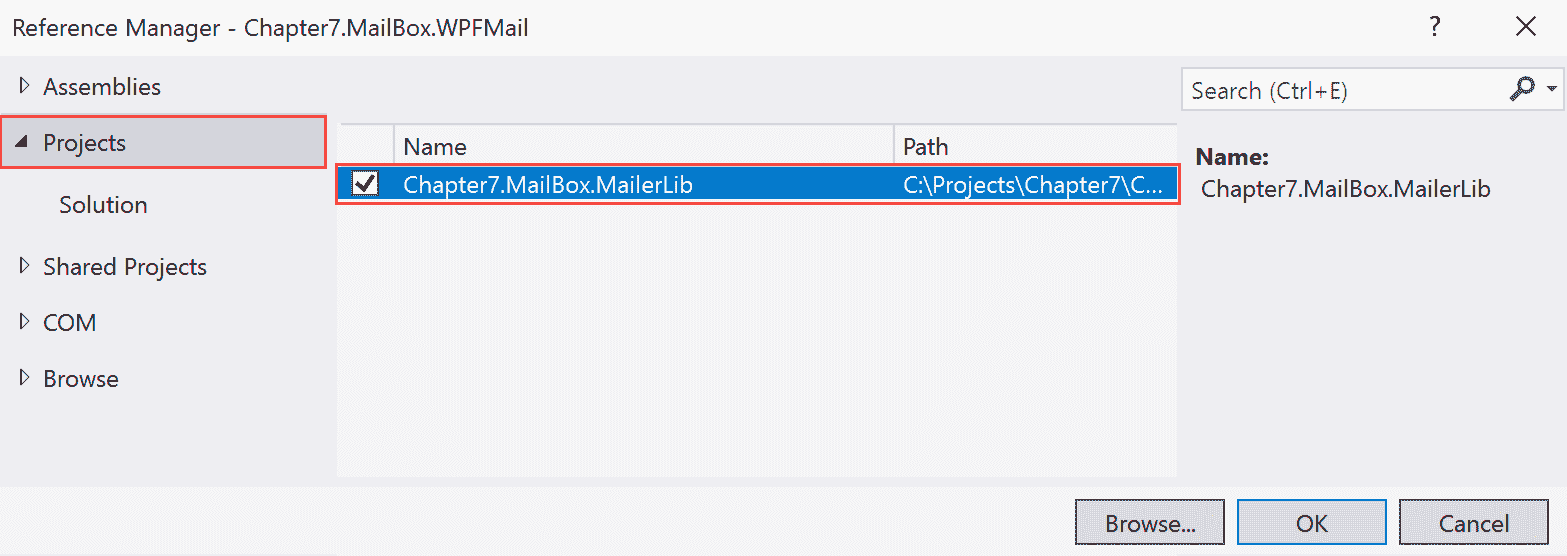 Reference Manager - Chapter7.MailBox.WPFMail ?
Assemblies
Projects
Solution
Shared Projects
COM
Browse
Name Path
Chapter7.MailBox.MailerLib C:\Projects\Chapter7\C...
Search (Ctrl+E)
Name:
Chapter7.MailBox.MailerLib
Browse... OK Cancel